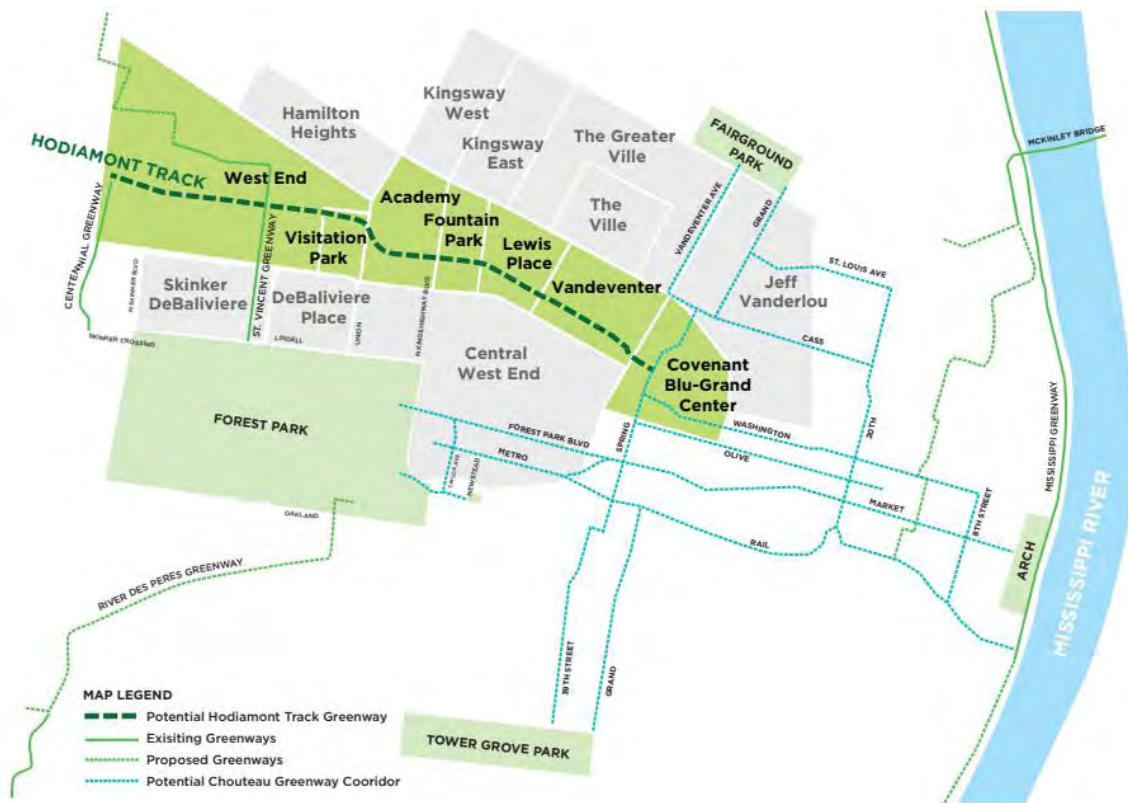 MCKINLEY BRIDGE
Kingsway
West
Hamilton
Heights
The Greater
Ville
Kingsway
East
FAIRGROUND
PARK
HODIAMONT TRACK
West End
Academy
Fountain
Park
The
Ville
VANDEVENTER AVE
GRAND
Visitation
Park
Lewis
Place
ST. LOUIS AVE
CENTENNIAL GREENWAY
N SKINKER BLVD
Skinker
DeBaliviere
ST. VINCENT GREENWAY
DeBaliviere
Place
UNION
N KINGSHIGHWAY BLVD
Vandeventer
Jeff
Vanderlou
SKINKER CROSSING
LINDELL
CASS
Central
West End
Covenant
Blu-Grand
Center
MISSISSIPPI GREENWAY
FOREST PARK
FOREST PARK BLVD
SPRING
WASHINGTON
20TH
METRO
OLIVE
NEWSTEAD
MARKET
8TH STREET
OAKLAND
RAIL
ARCH
MISSISSIPPI RIVER
RIVER DES PERES GREENWAY
39TH STREET
GRAND
MAP LEGEND
Potential Hodiamont Track Greenway
Exisiting Greenways
Proposed Greenways
Potential Chouteau Greenway Cooridor
TOWER GROVE PARK